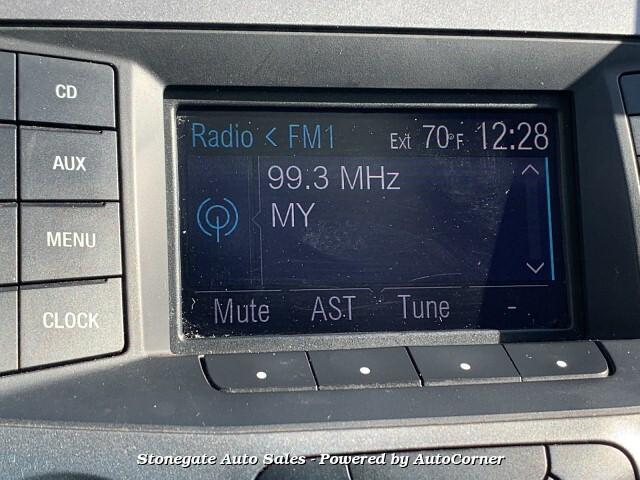 CD
AUX
MENU
CLOCK
Radio < FM1 Ext 70°F 12:28
99.3 MHz
MY
Mute AST Tune -
Stonegate Auto Sales - Powered by AutoCorner